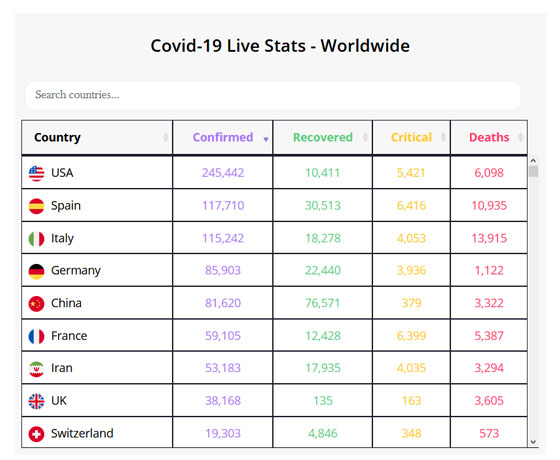 Covid-19 Live Stats - Worldwide
Search countries...
Country Confirmed Recovered Critical Deaths
USA 245,442 10,411 5,421 6,098
Spain 117,710 30,513 6,416 10,935
Italy 115,242 18,278 4,053 13,915
Germany 85,903 22,440 3,936 1,122
China 81,620 76,571 379 3,322
France 59,105 12,428 6,399 5,387
Iran 53,183 17,935 4,035 3,294
UK 38,168 135 163 3,605
Switzerland 19,303 4,846 348 573